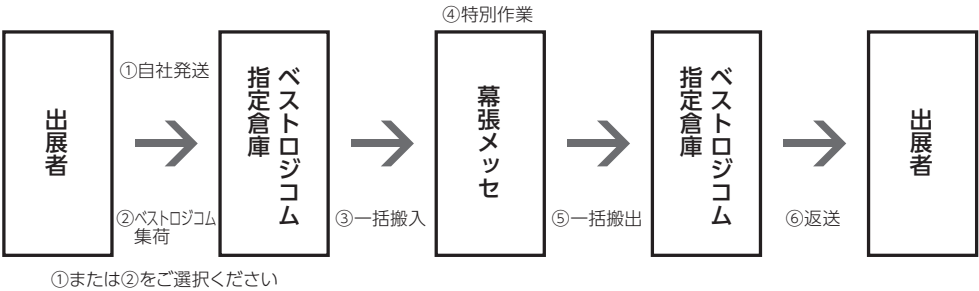 ④特別作業
出展者
①自社発送
②ベストロジコム
集荷
ベストロジコム
指定倉庫
③一括搬入
幕張メッセ
⑤一括搬出
ベストロジコム
指定倉庫
⑥返送
出展者
①または②をご選択ください